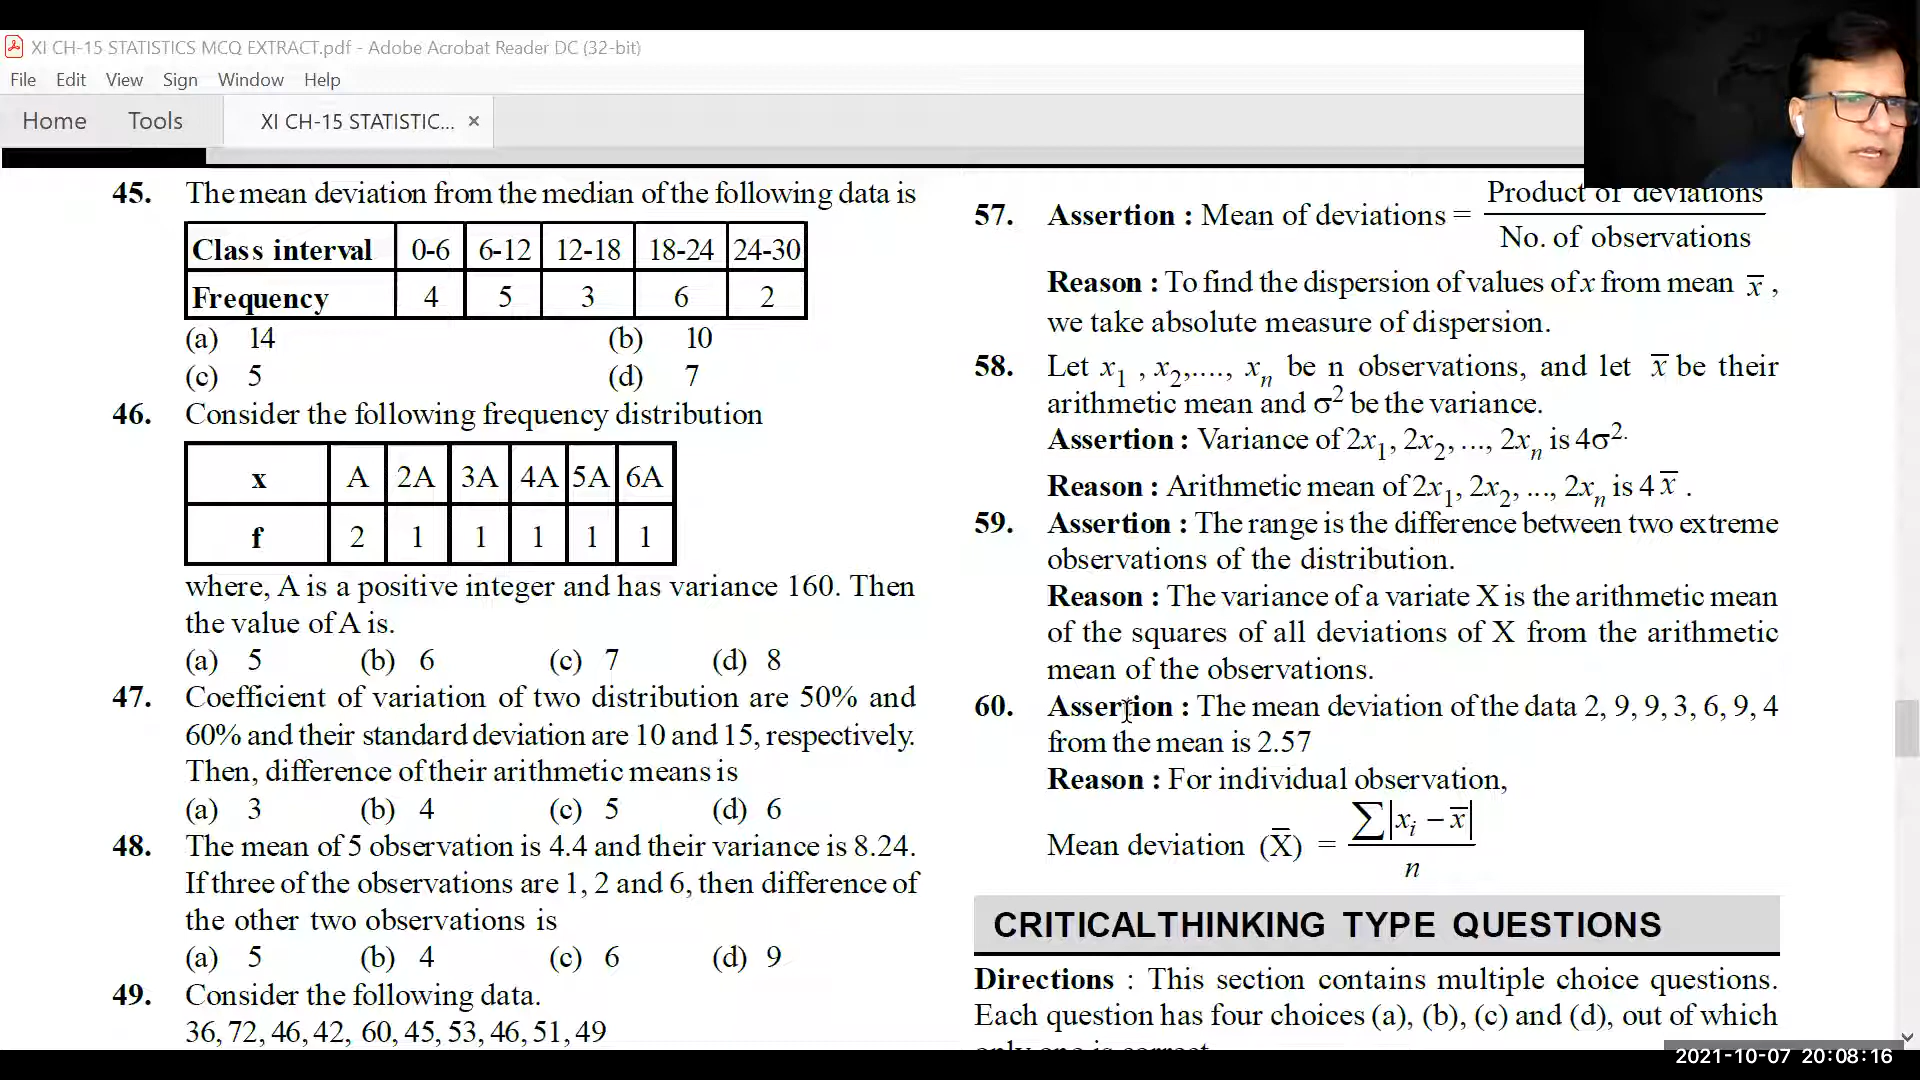 XI CH-15 STATISTICS MCQ EXTRACT.pdf - Adobe Acrobat Reader DC (32-bit)
File Edit View Sign Window Help
Home Tools XI CH-15 STATISTIC... ×
45. The mean deviation from the median of the following data is
Class interval 0-6 6-12 12-18 18-24 24-30
Frequency 4 5 3 6 2
(a) 14 (b) 10
(c) 5 (d) 7
46. Consider the following frequency distribution
x A 2A 3A 4A 5A 6A
f 2 1 1 1 1 1
where, A is a positive integer and has variance 160. Then
the value of A is.
(a) 5 (b) 6 (c) 7 (d) 8
47. Coefficient of variation of two distribution are 50% and
60% and their standard deviation are 10 and 15, respectively.
Then, difference of their arithmetic means is
(a) 3 (b) 4 (c) 5 (d) 6
48. The mean of 5 observation is 4.4 and their variance is 8.24.
If three of the observations are 1, 2 and 6, then difference of
the other two observations is
(a) 5 (b) 4 (c) 6 (d) 9
49. Consider the following data.
36, 72, 46, 42, 60, 45, 53, 46, 51, 49
Product of deviations
57. Assertion : Mean of deviations =
No. of observations
Reason : To find the dispersion of values of x from mean x̄ ,
we take absolute measure of dispersion.
58. Let x₁ , x₂,...., xₙ be n observations, and let x̄ be their
arithmetic mean and σ² be the variance.
Assertion : Variance of 2x₁, 2x₂, ..., 2xₙ is 4σ².
Reason : Arithmetic mean of 2x₁, 2x₂, ..., 2xₙ is 4 x̄ .
59. Assertion : The range is the difference between two extreme
observations of the distribution.
Reason : The variance of a variate X is the arithmetic mean
of the squares of all deviations of X from the arithmetic
mean of the observations.
60. Assertion : The mean deviation of the data 2, 9, 9, 3, 6, 9, 4
from the mean is 2.57
Reason : For individual observation,
∑|xᵢ − x̄|
Mean deviation (X̄) =
n
CRITICALTHINKING TYPE QUESTIONS
Directions : This section contains multiple choice questions.
Each question has four choices (a), (b), (c) and (d), out of which
only one is correct.
2021-10-07 20:08:16